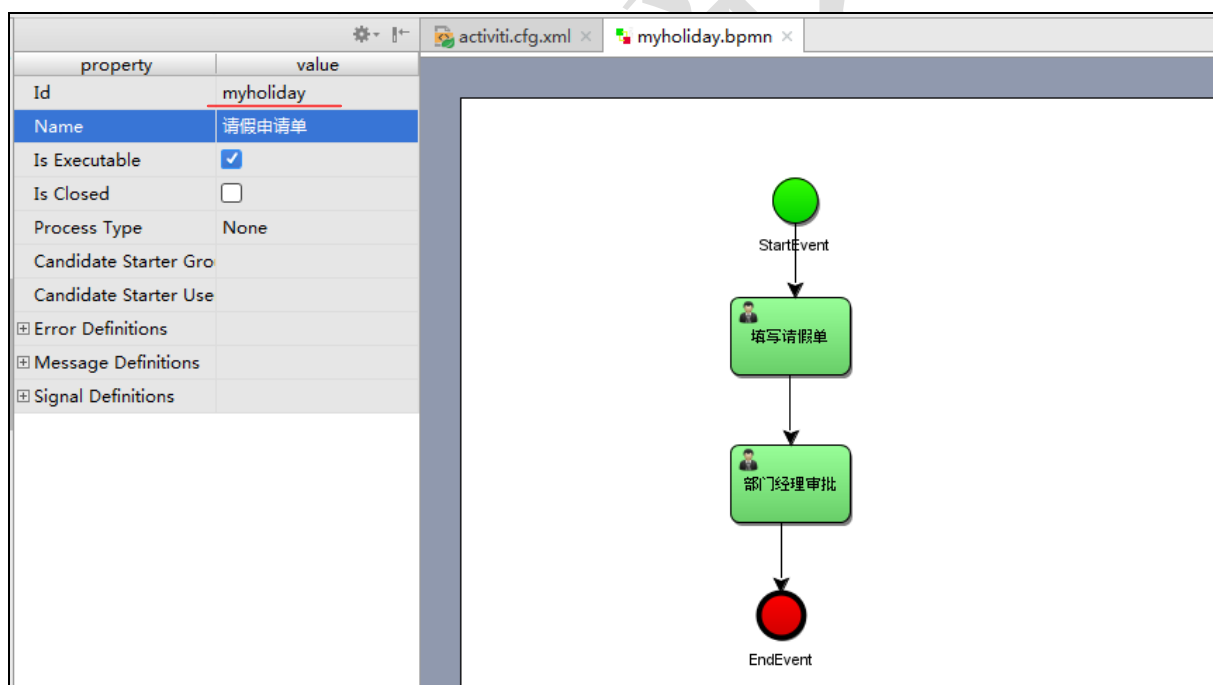 activiti.cfg.xml
myholiday.bpmn
property value
Id myholiday
Name 请假申请单
Is Executable
Is Closed
Process Type None
Candidate Starter Gro
Candidate Starter Use
Error Definitions
Message Definitions
Signal Definitions
StartEvent
填写请假单
部门经理审批
EndEvent